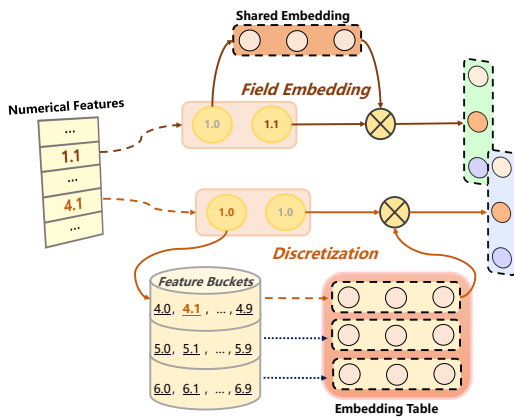 Shared Embedding
Field Embedding
Numerical Features
...
1.1
...
4.1
...
1.0
1.1
1.0
1.0
Discretization
Feature Buckets
4.0, 4.1 , ... , 4.9
5.0, 5.1 , ... , 5.9
6.0, 6.1 , ... , 6.9
Embedding Table